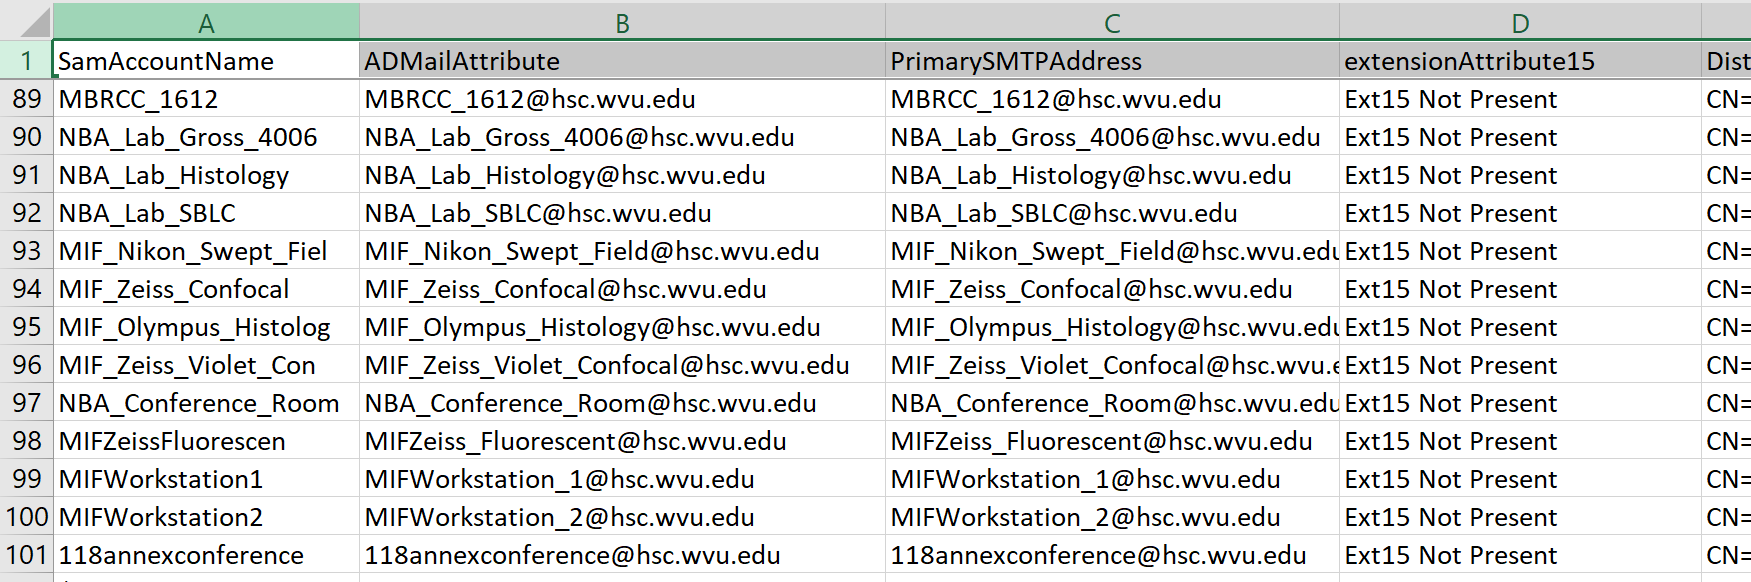 A B C D
1 SamAccountName ADMailAttribute PrimarySMTPAddress extensionAttribute15 Dist
89 MBRCC_1612 MBRCC_1612@hsc.wvu.edu MBRCC_1612@hsc.wvu.edu Ext15 Not Present CN=
90 NBA_Lab_Gross_4006 NBA_Lab_Gross_4006@hsc.wvu.edu NBA_Lab_Gross_4006@hsc.wvu.edu Ext15 Not Present CN=
91 NBA_Lab_Histology NBA_Lab_Histology@hsc.wvu.edu NBA_Lab_Histology@hsc.wvu.edu Ext15 Not Present CN=
92 NBA_Lab_SBLC NBA_Lab_SBLC@hsc.wvu.edu NBA_Lab_SBLC@hsc.wvu.edu Ext15 Not Present CN=
93 MIF_Nikon_Swept_Fiel MIF_Nikon_Swept_Field@hsc.wvu.edu MIF_Nikon_Swept_Field@hsc.wvu.edu Ext15 Not Present CN=
94 MIF_Zeiss_Confocal MIF_Zeiss_Confocal@hsc.wvu.edu MIF_Zeiss_Confocal@hsc.wvu.edu Ext15 Not Present CN=
95 MIF_Olympus_Histolog MIF_Olympus_Histology@hsc.wvu.edu MIF_Olympus_Histology@hsc.wvu.edu Ext15 Not Present CN=
96 MIF_Zeiss_Violet_Con MIF_Zeiss_Violet_Confocal@hsc.wvu.edu MIF_Zeiss_Violet_Confocal@hsc.wvu.e Ext15 Not Present CN=
97 NBA_Conference_Room NBA_Conference_Room@hsc.wvu.edu NBA_Conference_Room@hsc.wvu.edu Ext15 Not Present CN=
98 MIFZeissFluorescen MIFZeiss_Fluorescent@hsc.wvu.edu MIFZeiss_Fluorescent@hsc.wvu.edu Ext15 Not Present CN=
99 MIFWorkstation1 MIFWorkstation_1@hsc.wvu.edu MIFWorkstation_1@hsc.wvu.edu Ext15 Not Present CN=
100 MIFWorkstation2 MIFWorkstation_2@hsc.wvu.edu MIFWorkstation_2@hsc.wvu.edu Ext15 Not Present CN=
101 118annexconference 118annexconference@hsc.wvu.edu 118annexconference@hsc.wvu.edu Ext15 Not Present CN=